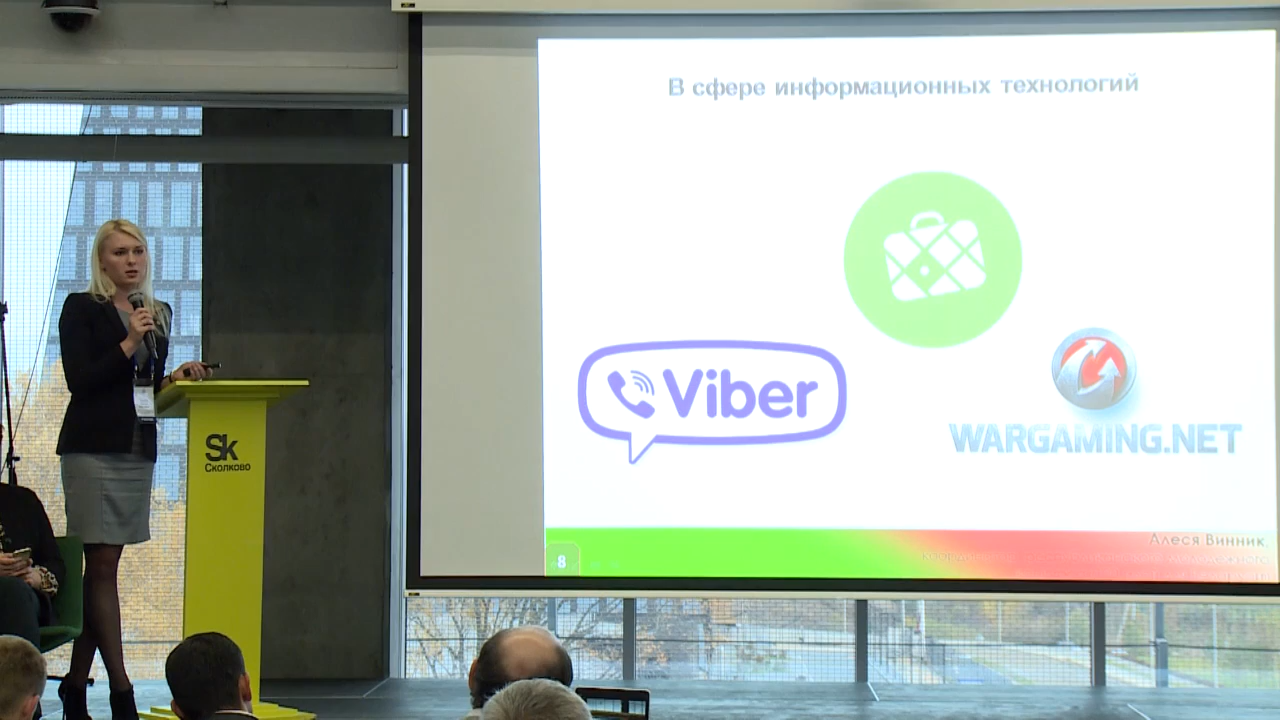 В сфере информационных технологий
Viber
WARGAMING.NET
Sk
Сколково
Алеся Винник,
8